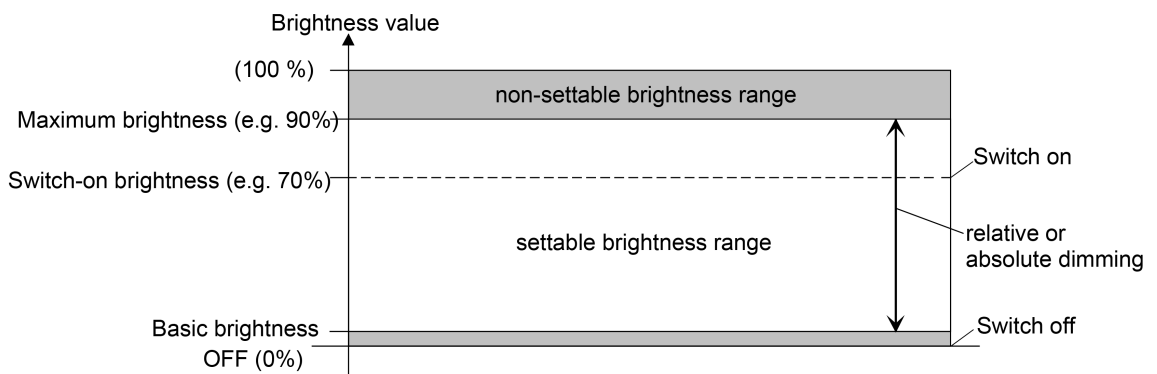 Brightness value
(100 %)
non-settable brightness range
Maximum brightness (e.g. 90%)
Switch on
Switch-on brightness (e.g. 70%)
relative or
absolute dimming
settable brightness range
Basic brightness
Switch off
OFF (0%)